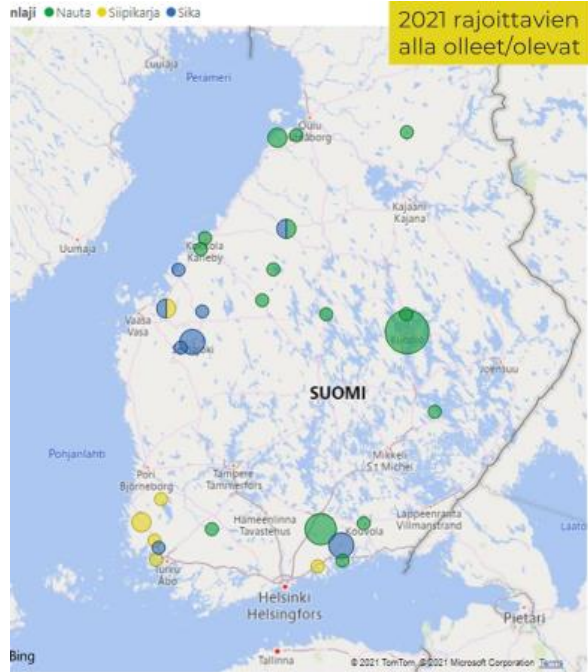 nlaji Nauta Siipikarja Sika
2021 rajoittavien
alla olleet/olevat
Luulaja
Perämeri
Oulu
Kajaani
Kajana
Uumaja
Karleby
Vaasa
Vasa
Joensuu
SUOMI
Pohjanlahti
Mikkeli
S:t Michel
Pori
Björneborg
Tampere
Tammerfors
Hämeenlinna
Tavastehus
Kouvola
Lappeenranta
Villmanstrand
Turku
Åbo
Helsinki
Helsingfors
Pietari
Tallinna
Bing
© 2021 TomTom, © 2021 Microsoft Corporation Terms